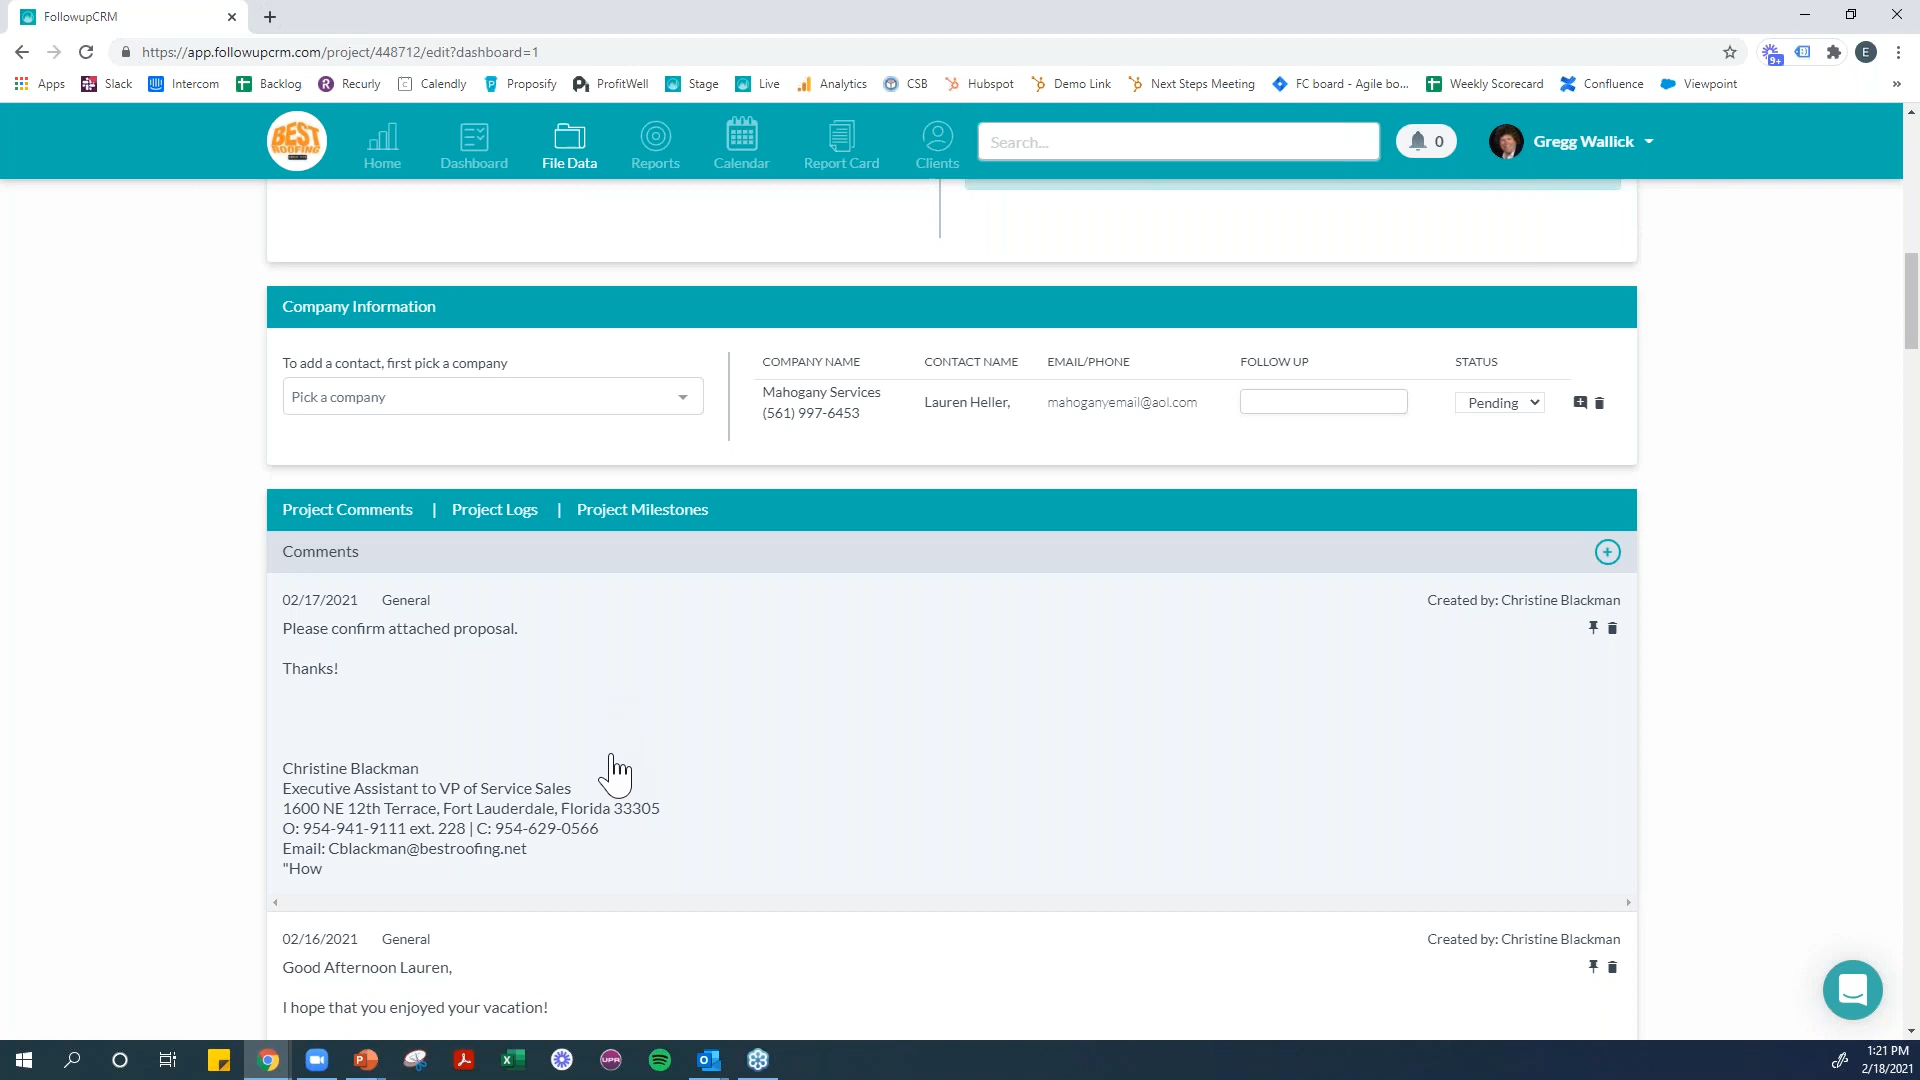 FollowupCRM
https://app.followupcrm.com/project/448712/edit?dashboard=1
9+
E
Apps Slack Intercom Backlog Recurly Calendly Proposify ProfitWell Stage Live Analytics CSB Hubspot Demo Link Next Steps Meeting FC board - Agile bo... Weekly Scorecard Confluence Viewpoint »
BEST
ROOFING
Home Dashboard File Data Reports Calendar Report Card Clients
Search...
0
Gregg Wallick
Company Information
To add a contact, first pick a company
Pick a company
COMPANY NAME CONTACT NAME EMAIL/PHONE FOLLOW UP STATUS
Mahogany Services
(561) 997-6453
Lauren Heller,
mahoganyemail@aol.com
Pending
Project Comments | Project Logs | Project Milestones
Comments
02/17/2021 General Created by: Christine Blackman
Please confirm attached proposal.
Thanks!
Christine Blackman
Executive Assistant to VP of Service Sales
1600 NE 12th Terrace, Fort Lauderdale, Florida 33305
O: 954-941-9111 ext. 228 | C: 954-629-0566
Email: Cblackman@bestroofing.net
"How
02/16/2021 General Created by: Christine Blackman
Good Afternoon Lauren,
I hope that you enjoyed your vacation!
UPR
1:21 PM
2/18/2021